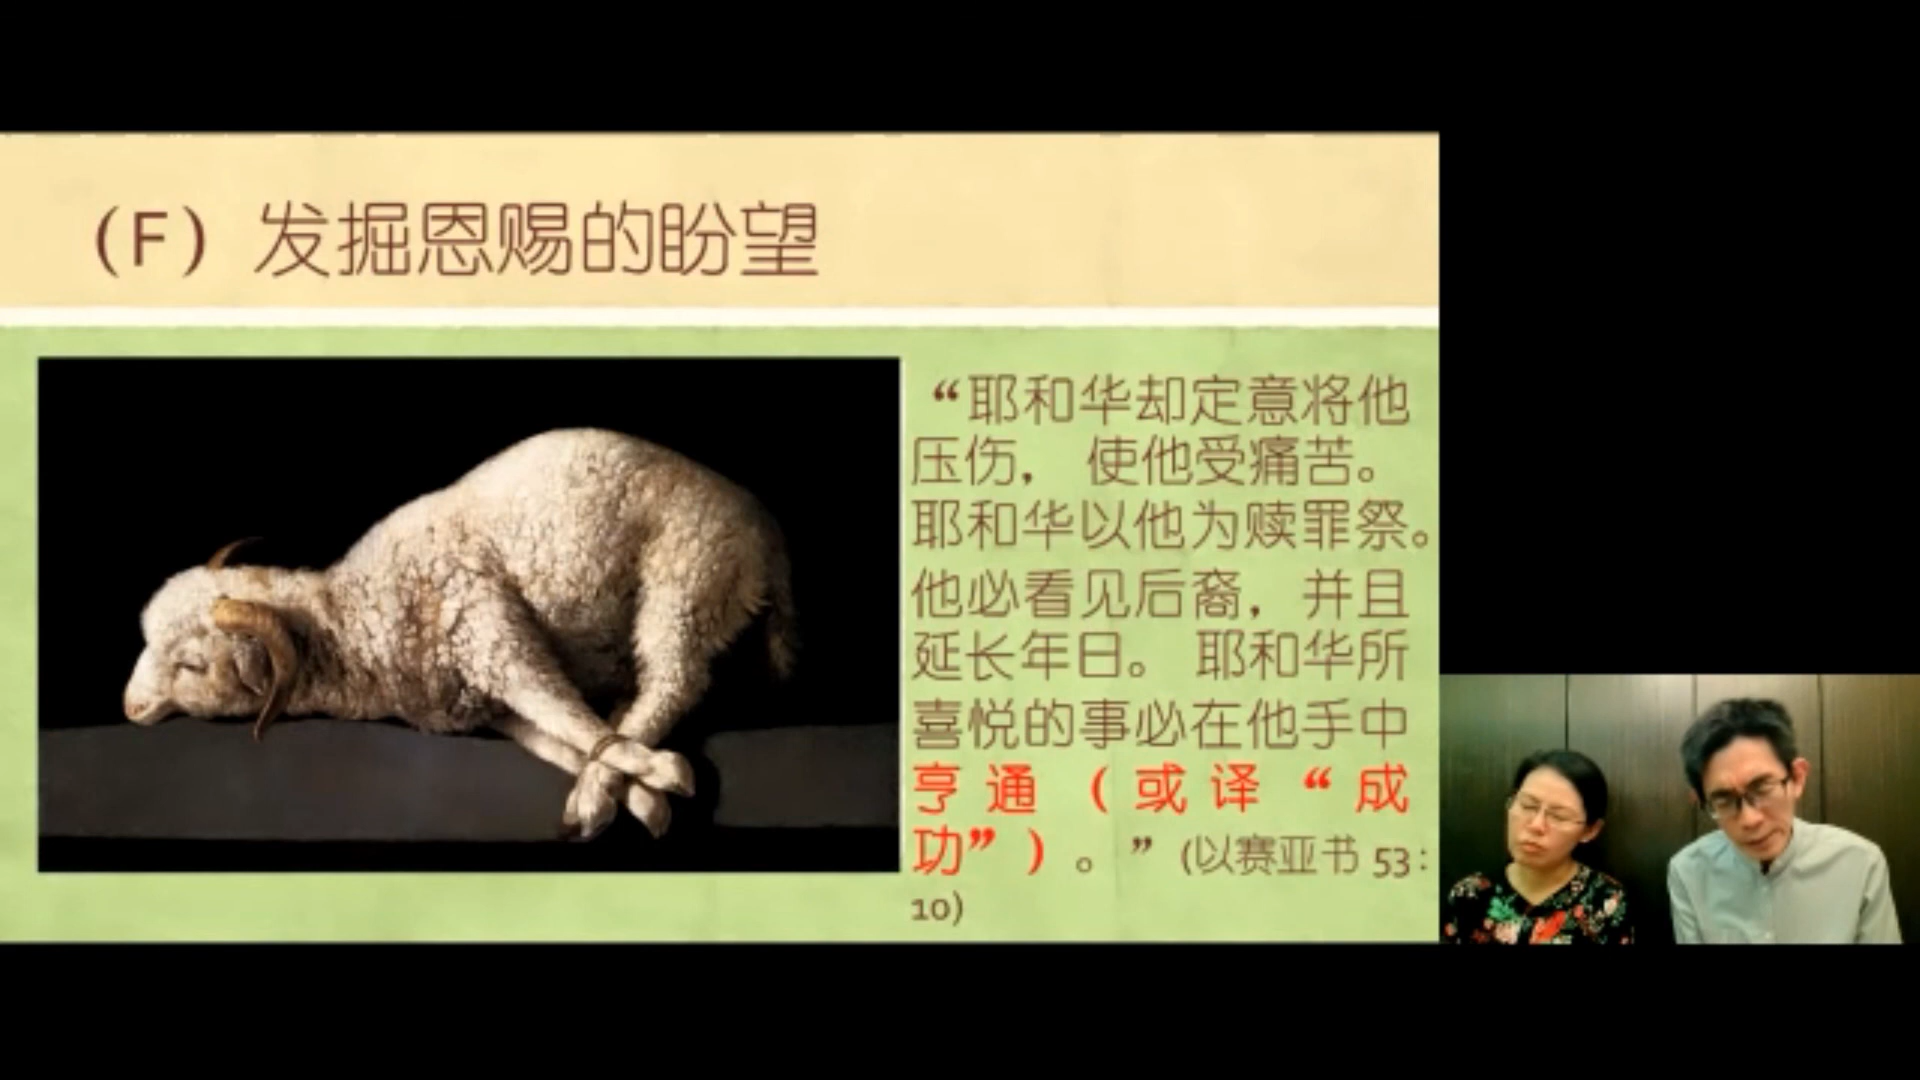 （F）发掘恩赐的盼望
“耶和华却定意将他
压伤， 使他受痛苦。
耶和华以他为赎罪祭。
他必看见后裔，并且
延长年日。 耶和华所
喜悦的事必在他手中
亨通（或译“成
功”）。”(以赛亚书 53：
10)